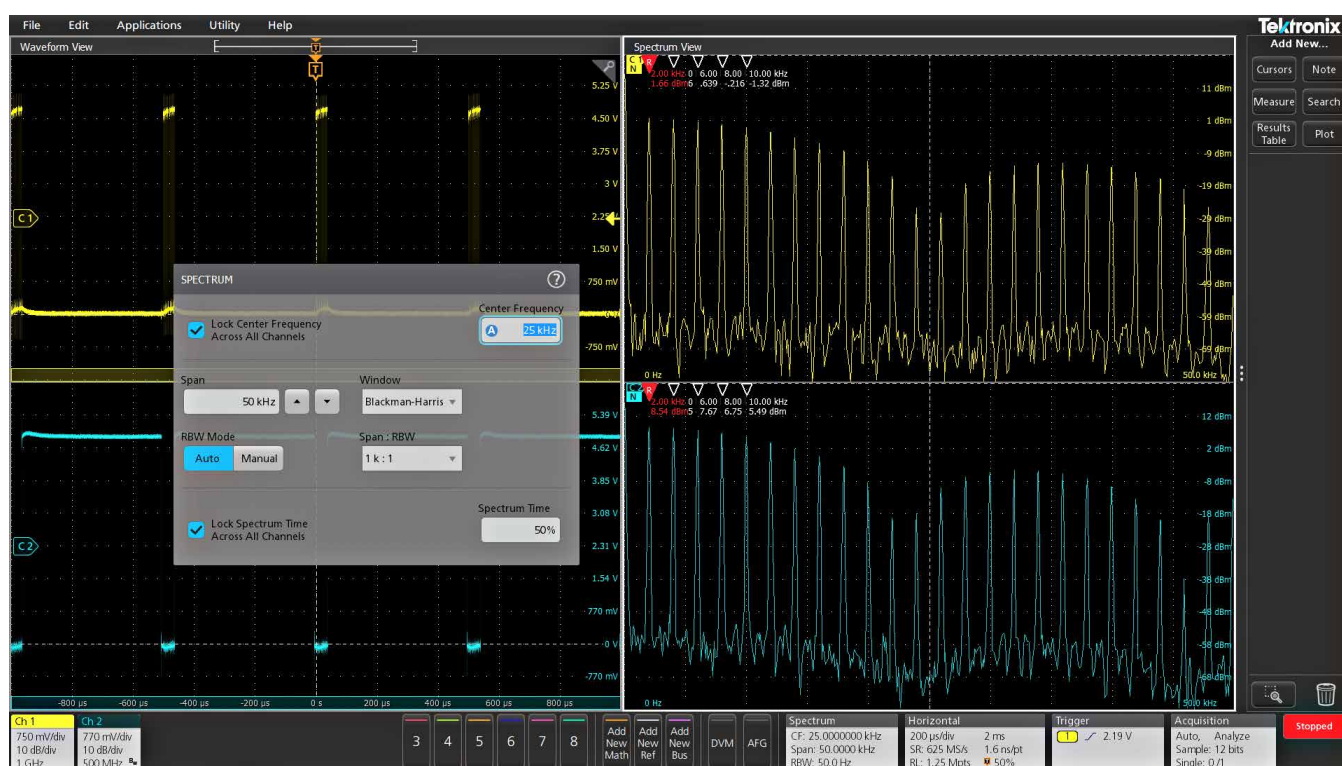 File Edit Applications Utility Help
Tektronix
Add New...
Waveform View
T
T
5.25 V
4.50 V
3.75 V
3 V
2.25 V
1.50 V
750 mV
-750 mV
C1
C2
5.39 V
4.62 V
3.85 V
3.08 V
2.31 V
1.54 V
770 mV
0 V
-770 mV
-800 µs -600 µs -400 µs -200 µs 0 s 200 µs 400 µs 600 µs 800 µs
SPECTRUM ?
Lock Center Frequency
Across All Channels
Center Frequency
A 25 kHz
Span
50 kHz
Window
Blackman-Harris
RBW Mode
Auto Manual
Span : RBW
1 k : 1
Lock Spectrum Time
Across All Channels
Spectrum Time
50%
Spectrum View
N R
2.00 kHz 0 6.00 8.00 10.00 kHz
1.66 dBm 6 .639 -.216 -1.32 dBm
11 dBm
1 dBm
-9 dBm
-19 dBm
-29 dBm
-39 dBm
-49 dBm
-59 dBm
-69 dBm
0 Hz 50.0 kHz
N R
2.00 kHz 0 6.00 8.00 10.00 kHz
8.54 dBm 5 7.67 6.75 5.49 dBm
12 dBm
2 dBm
-8 dBm
-18 dBm
-28 dBm
-38 dBm
-48 dBm
-58 dBm
-68 dBm
0 Hz 50.0 kHz
Cursors Note
Measure Search
Results
Table
Plot
Ch 1
750 mV/div
10 dB/div
1 GHz
Ch 2
770 mV/div
10 dB/div
500 MHz
3 4 5 6 7 8
Add
New
Math
Add
New
Ref
Add
New
Bus
DVM AFG
Spectrum
CF: 25.0000000 kHz
Span: 50.0000 kHz
RBW: 50.0 Hz
Horizontal
200 µs/div 2 ms
SR: 625 MS/s 1.6 ns/pt
RL: 1.25 Mpts 50%
Trigger
1 2.19 V
Acquisition
Auto, Analyze
Sample: 12 bits
Single: 0 /1
Stopped